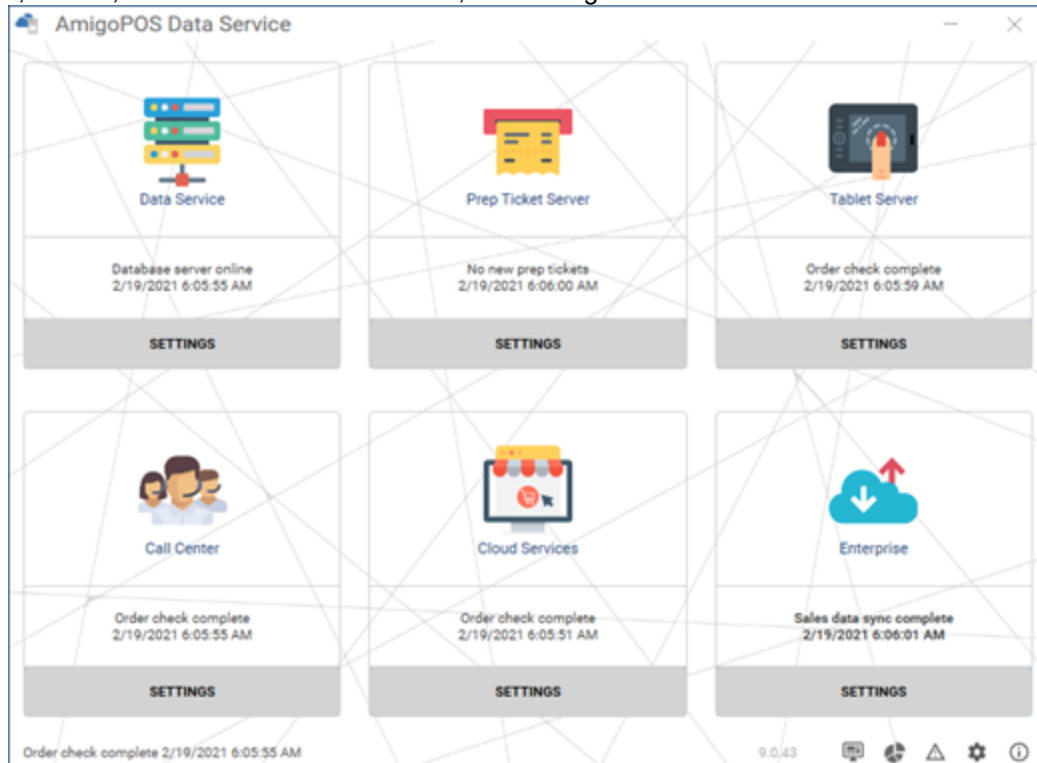 AmigoPOS Data Service
Data Service
Prep Ticket Server
Tablet Server
Database server online
2/19/2021 6:05:55 AM
No new prep tickets
2/19/2021 6:06:00 AM
Order check complete
2/19/2021 6:05:59 AM
SETTINGS
SETTINGS
SETTINGS
Call Center
Cloud Services
Enterprise
Order check complete
2/19/2021 6:05:55 AM
Order check complete
2/19/2021 6:05:51 AM
Sales data sync complete
2/19/2021 6:06:01 AM
SETTINGS
SETTINGS
SETTINGS
Order check complete 2/19/2021 6:05:55 AM
9.0.43